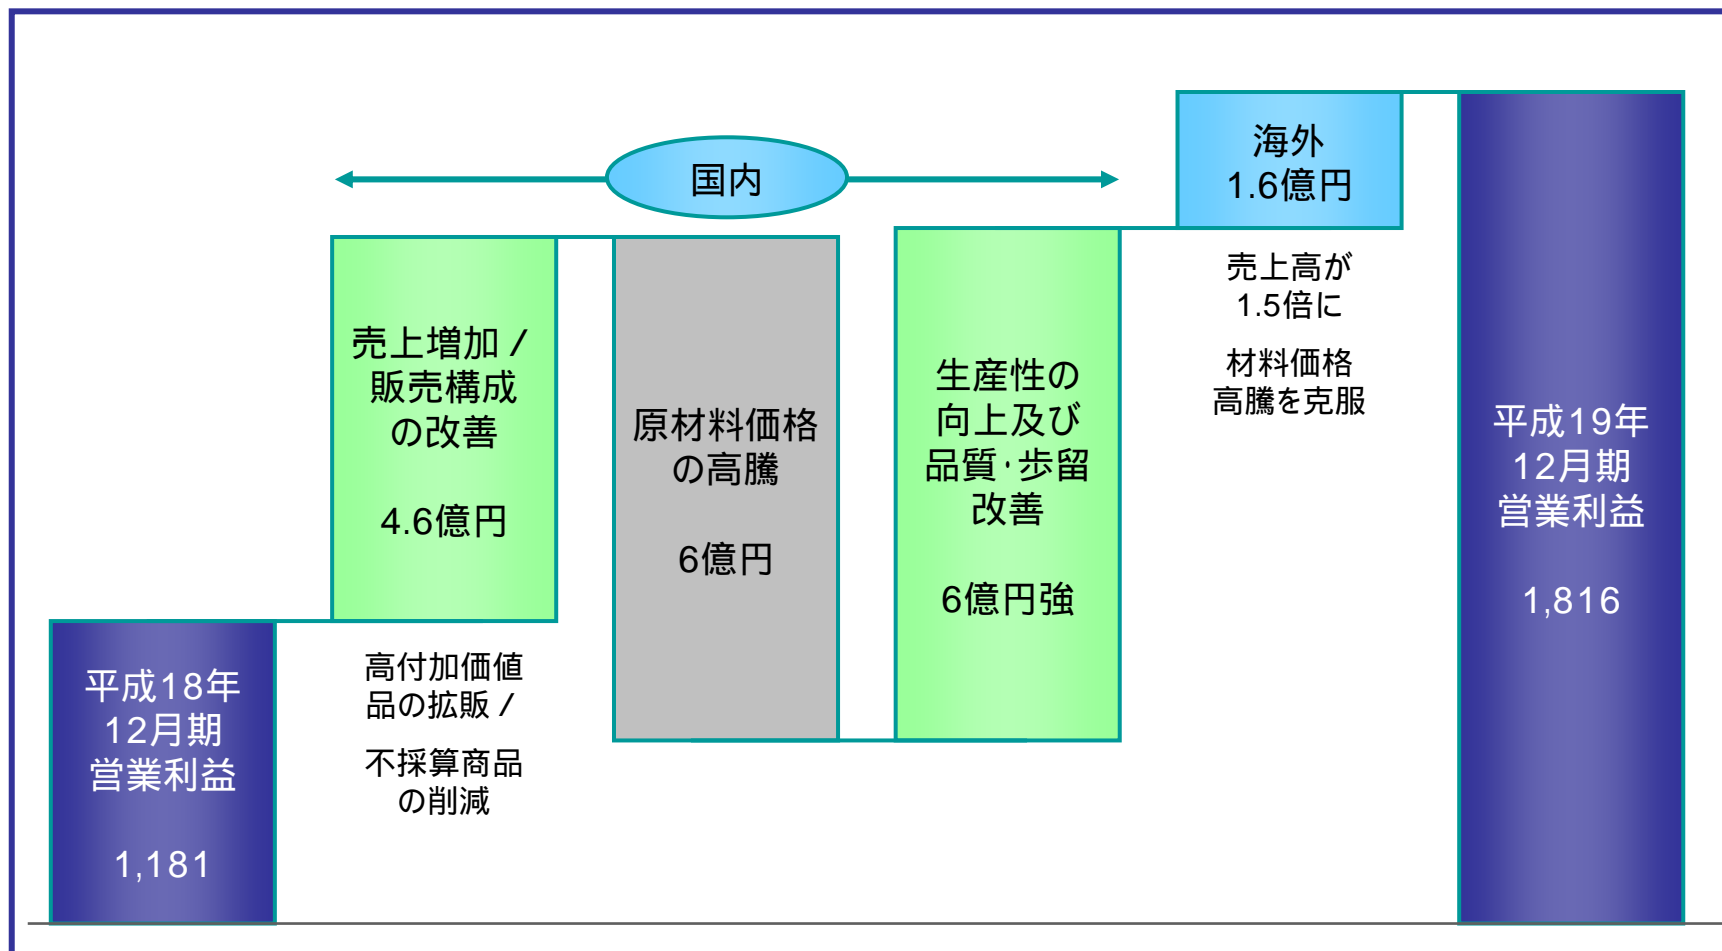 国内
海外
1.6億円
売上高が
1.5倍に
材料価格
高騰を克服
売上増加 /
販売構成
の改善
4.6億円
高付加価値
品の拡販 /
不採算商品
の削減
原材料価格
の高騰
6億円
生産性の
向上及び
品質･歩留
改善
6億円強
平成18年
12月期
営業利益
1,181
平成19年
12月期
営業利益
1,816